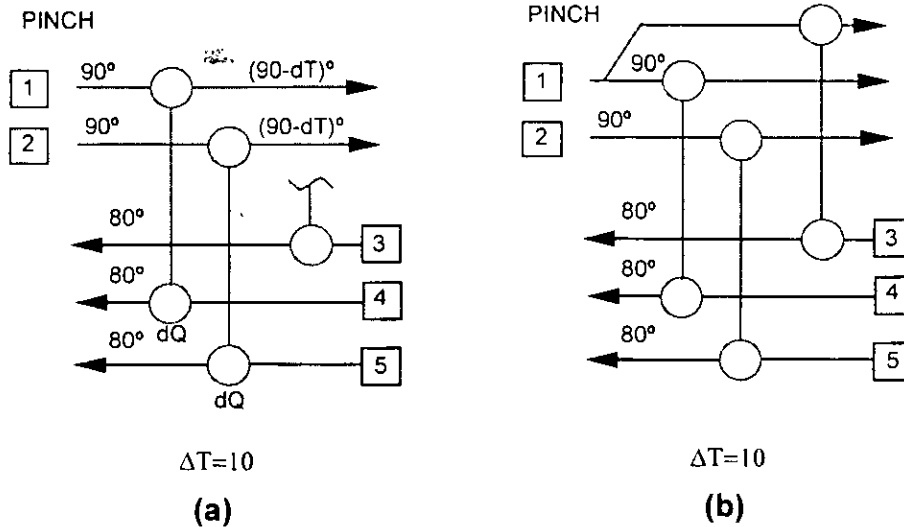 PINCH
1 90° (90-dT)°
2 90° (90-dT)°
80° 3
80° 4
dQ
80° 5
dQ
ΔT=10
(a)
PINCH
1 90°
2 90°
80° 3
80° 4
80° 5
ΔT=10
(b)